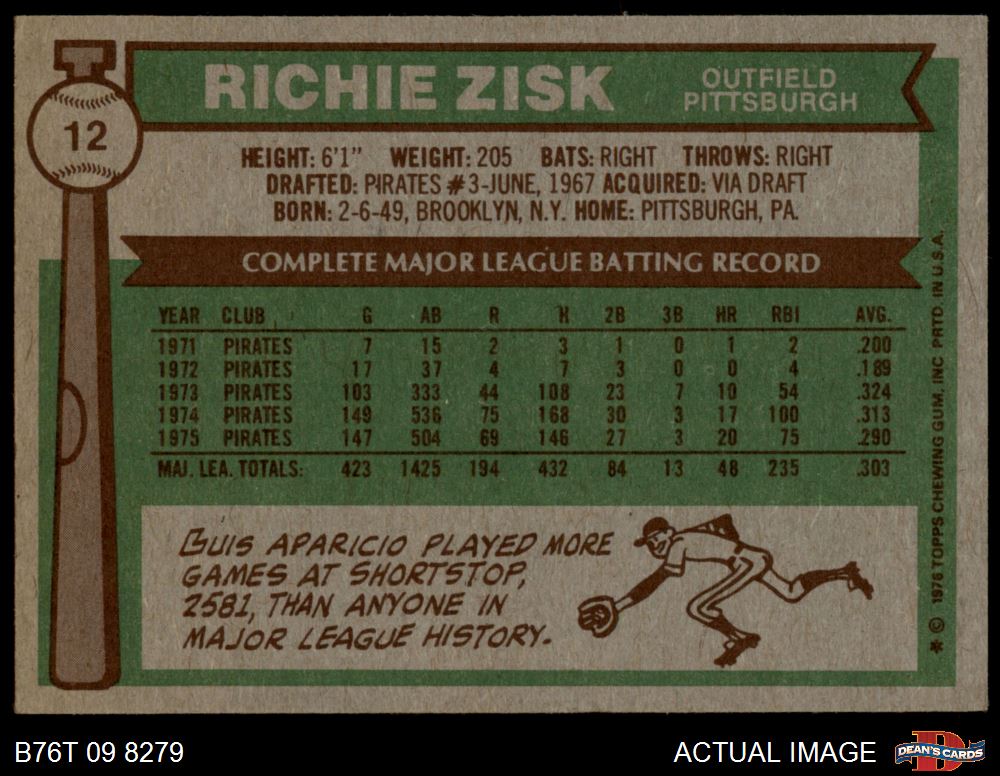 12
RICHIE ZISK
OUTFIELD
PITTSBURGH
HEIGHT: 6'1" WEIGHT: 205 BATS: RIGHT THROWS: RIGHT
DRAFTED: PIRATES #3-JUNE, 1967 ACQUIRED: VIA DRAFT
BORN: 2-6-49, BROOKLYN, N.Y. HOME: PITTSBURGH, PA.
COMPLETE MAJOR LEAGUE BATTING RECORD
YEAR CLUB G AB R H 2B 3B HR RBI AVG.
1971 PIRATES 7 15 2 3 1 0 1 2 .200
1972 PIRATES 17 37 4 7 3 0 0 4 .189
1973 PIRATES 103 333 44 108 23 7 10 54 .324
1974 PIRATES 149 536 75 168 30 3 17 100 .313
1975 PIRATES 147 504 69 146 27 3 20 75 .290
MAJ. LEA. TOTALS: 423 1425 194 432 84 13 48 235 .303
LUIS APARICIO PLAYED MORE
GAMES AT SHORTSTOP,
2581, THAN ANYONE IN
MAJOR LEAGUE HISTORY.
* © 1976 TOPPS CHEWING GUM, INC PRTD. IN U.S.A.
B76T 09 8279
ACTUAL IMAGE
DEAN'S CARDS